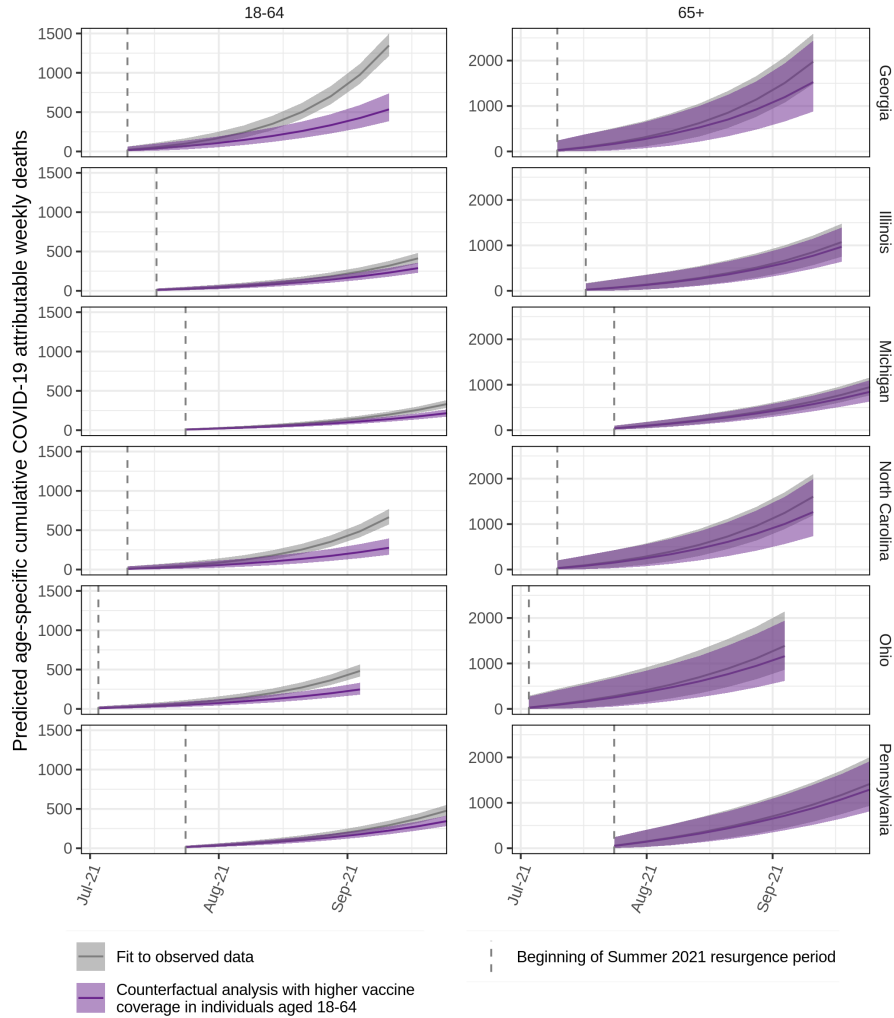 18-64
65+
Predicted age-specific cumulative COVID-19 attributable weekly deaths
1500
1000
500
0
2000
1000
0
Georgia
1500
1000
500
0
2000
1000
0
Illinois
1500
1000
500
0
2000
1000
0
Michigan
1500
1000
500
0
2000
1000
0
North Carolina
1500
1000
500
0
2000
1000
0
Ohio
1500
1000
500
0
2000
1000
0
Pennsylvania
Jul-21
Aug-21
Sep-21
Jul-21
Aug-21
Sep-21
Fit to observed data
Counterfactual analysis with higher vaccine
coverage in individuals aged 18-64
Beginning of Summer 2021 resurgence period